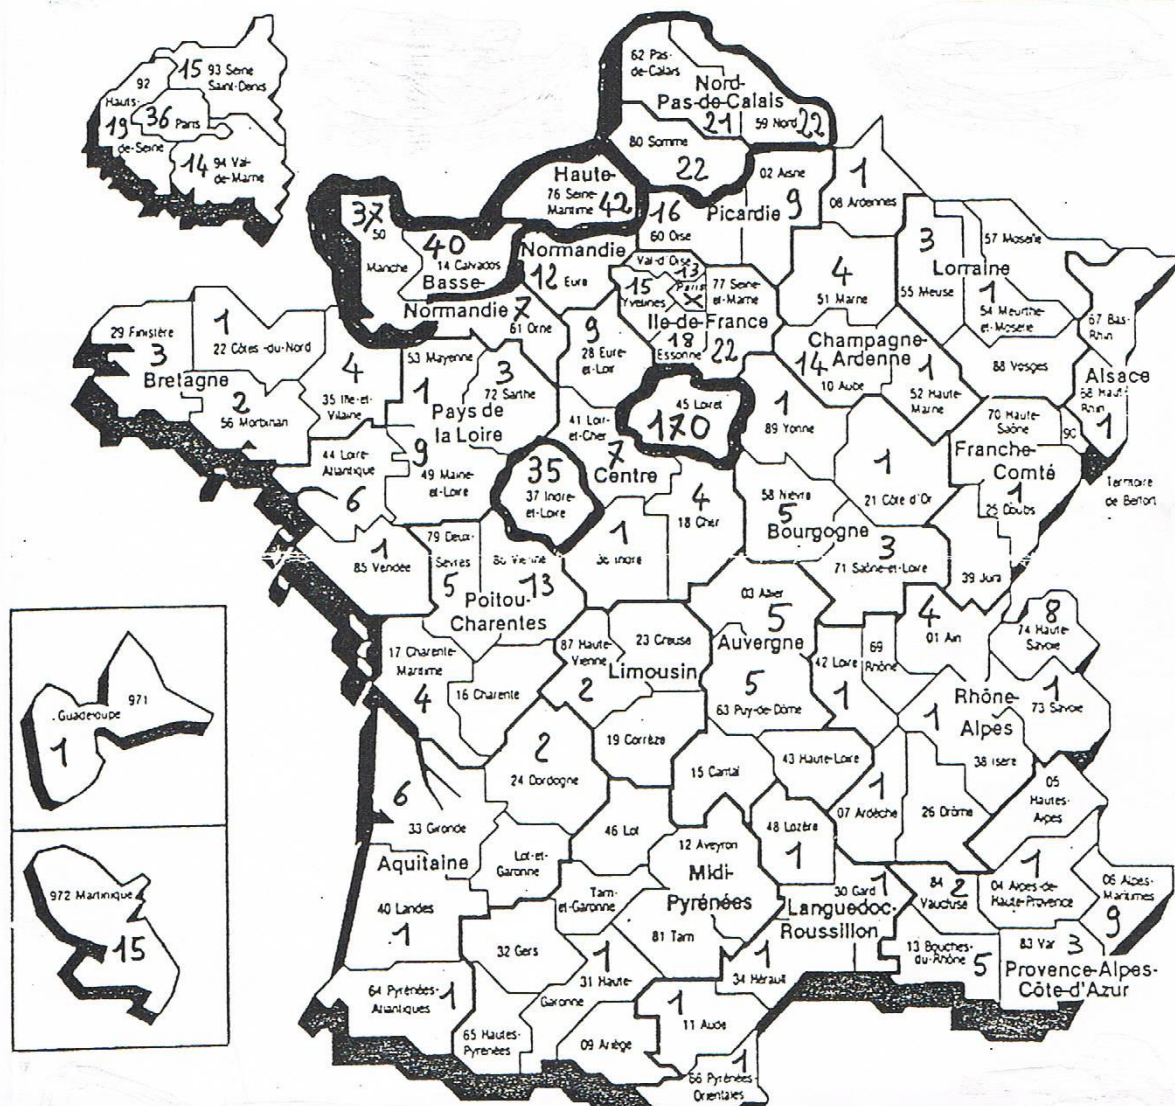 15 93 Seine
Saint-Denis
92
Hauts-
19
de-Seine
36 Paris
14 94 Val
de-Marne
62 Pas-
de-Calais
Nord-
Pas-de-Calais
21
59 Nord 22
80 Somme
22
Haute-
76 Seine-
Maritime 42
Normandie
12 Eure
02 Aisne
16
60 Oise
Picardie 9
1
08 Ardennes
37
50
Manche
40
14 Calvados
Basse-
Normandie 7
61 Orne
Val-d'Oise
13
15
Yvelines
Paris
X
77 Seine-
et-Marne
Ile-de-France
18
Essonne
22
4
51 Marne
Champagne-
Ardenne
14
10 Aube
1
52 Haute-
Marne
3
55 Meuse
Lorraine
57 Moselle
1
54 Meurthe-
et-Moselle
88 Vosges
67 Bas-
Rhin
Alsace
68 Haut-
Rhin
1
29 Finistère
3
Bretagne
1
22 Côtes-du-Nord
2
56 Morbihan
4
35 Ille-et-
Vilaine
53 Mayenne
1
3
72 Sarthe
Pays de
la Loire
44 Loire-
Atlantique
6
9
49 Maine-
et-Loire
1
85 Vendée
9
28 Eure-
et-Loir
45 Loiret
170
41 Loir-
et-Cher
7
Centre
35
37 Indre-
et-Loire
1
36 Indre
4
18 Cher
1
89 Yonne
1
21 Côte d'Or
58 Nièvre
5
Bourgogne
3
71 Saône-et-Loire
70 Haute-
Saône
90
Territoire
de Belfort
Franche-
Comté
1
25 Doubs
39 Jura
79 Deux-
Sèvres
5
86 Vienne
13
Poitou-
Charentes
17 Charente-
Maritime
4
16 Charente
87 Haute-
Vienne
2
23 Creuse
Limousin
19 Corrèze
03 Allier
5
Auvergne
5
63 Puy-de-Dôme
15 Cantal
43 Haute-Loire
42 Loire
1
69
Rhône
4
01 Ain
8
74 Haute-
Savoie
1
73 Savoie
Rhône-
Alpes
1
38 Isère
1
07 Ardèche
26 Drôme
05
Hautes-
Alpes
2
24 Dordogne
6
33 Gironde
Aquitaine
Lot-et-
Garonne
40 Landes
1
64 Pyrénées-
Atlantiques
1
46 Lot
12 Aveyron
Midi-
Pyrénées
Tarn-
et-Garonne
81 Tarn
32 Gers
1
31 Haute-
Garonne
65 Hautes-
Pyrénées
09 Ariège
48 Lozère
1
30 Gard
1
Languedoc-
Roussillon
1
34 Hérault
1
11 Aude
1
66 Pyrénées-
Orientales
84
Vaucluse
2
1
04 Alpes-de-
Haute-Provence
06 Alpes-
Maritimes
9
13 Bouches-
du-Rhône
5
83 Var 3
Provence-Alpes-
Côte-d'Azur
971
Guadeloupe
1
972 Martinique
15